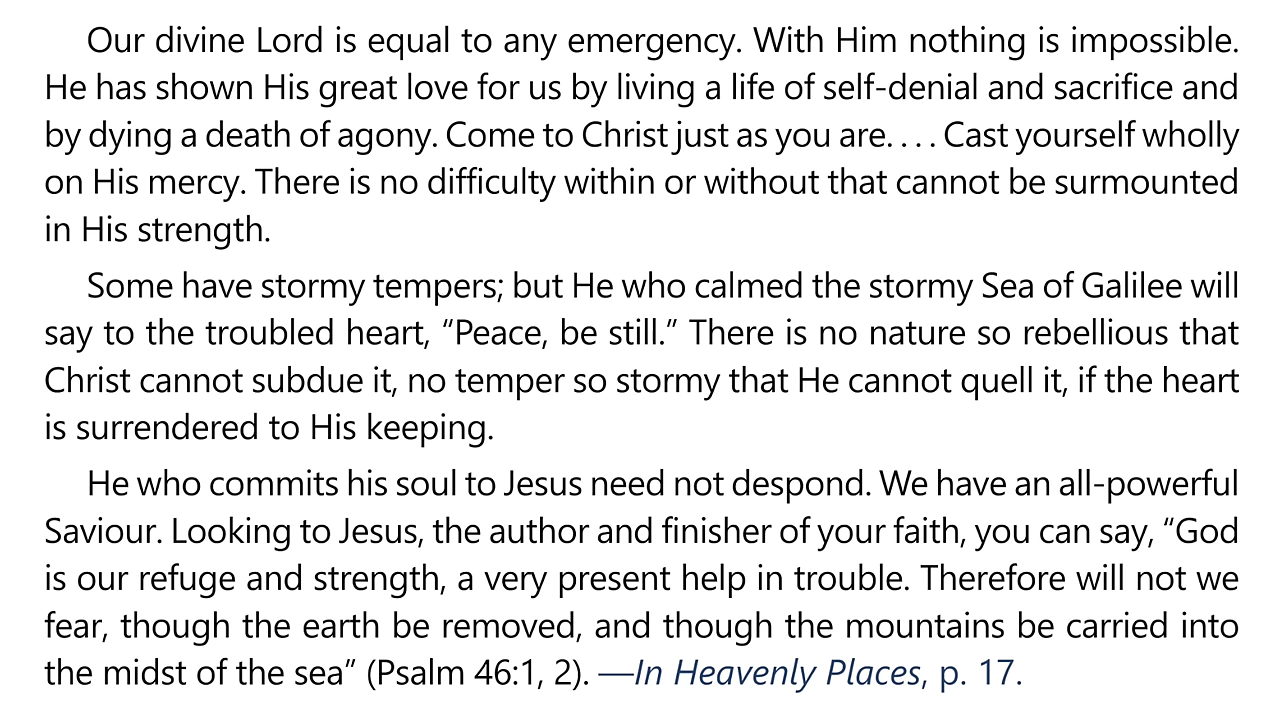 Our divine Lord is equal to any emergency. With Him nothing is impossible.
He has shown His great love for us by living a life of self-denial and sacrifice and
by dying a death of agony. Come to Christ just as you are. . . . Cast yourself wholly
on His mercy. There is no difficulty within or without that cannot be surmounted
in His strength.
Some have stormy tempers; but He who calmed the stormy Sea of Galilee will
say to the troubled heart, “Peace, be still.” There is no nature so rebellious that
Christ cannot subdue it, no temper so stormy that He cannot quell it, if the heart
is surrendered to His keeping.
He who commits his soul to Jesus need not despond. We have an all-powerful
Saviour. Looking to Jesus, the author and finisher of your faith, you can say, “God
is our refuge and strength, a very present help in trouble. Therefore will not we
fear, though the earth be removed, and though the mountains be carried into
the midst of the sea” (Psalm 46:1, 2). —In Heavenly Places, p. 17.